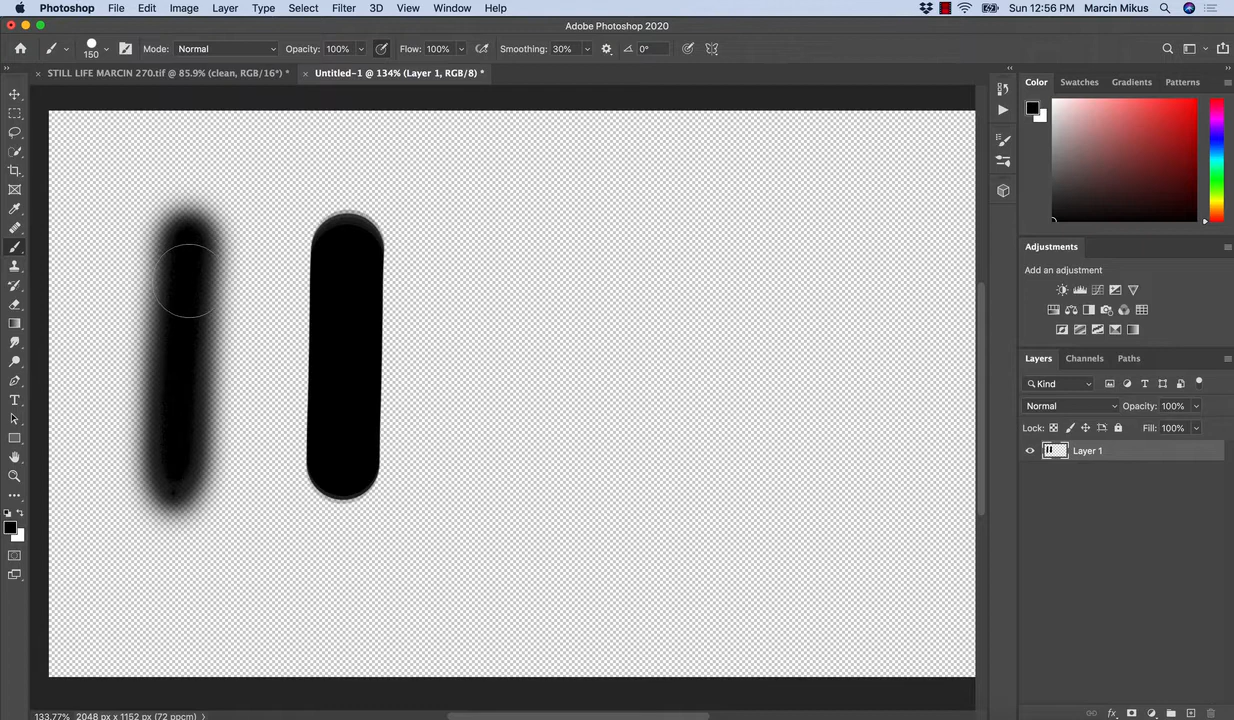 Photoshop File Edit Image Layer Type Select Filter 3D View Window Help Sun 12:56 PM Marcin Mikus
Adobe Photoshop 2020
150 Mode: Normal Opacity: 100% Flow: 100% Smoothing: 30% 0°
× STILL LIFE MARCIN 270.tif @ 85.9% (clean, RGB/16*) * × Untitled-1 @ 134% (Layer 1, RGB/8) *
Color Swatches Gradients Patterns
Adjustments
Add an adjustment
Layers Channels Paths
Kind
Normal Opacity: 100%
Lock: Fill: 100%
Layer 1
fx
133.77% 2048 px x 1152 px (72 ppcm)